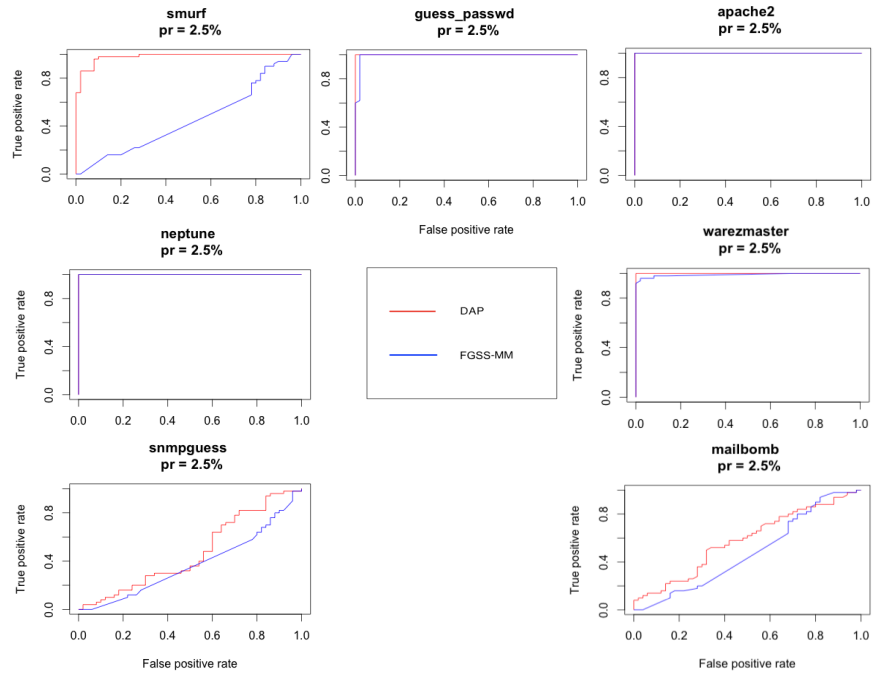 smurf
pr = 2.5%
guess_passwd
pr = 2.5%
apache2
pr = 2.5%
True positive rate
0.0 0.4 0.8
0.0 0.2 0.4 0.6 0.8 1.0
True positive rate
0.0 0.4 0.8
0.0 0.2 0.4 0.6 0.8 1.0
False positive rate
True positive rate
0.0 0.4 0.8
0.0 0.2 0.4 0.6 0.8 1.0
neptune
pr = 2.5%
warezmaster
pr = 2.5%
True positive rate
0.0 0.4 0.8
0.0 0.2 0.4 0.6 0.8 1.0
DAP
FGSS-MM
True positive rate
0.0 0.4 0.8
0.0 0.2 0.4 0.6 0.8 1.0
snmpguess
pr = 2.5%
mailbomb
pr = 2.5%
True positive rate
0.0 0.4 0.8
0.0 0.2 0.4 0.6 0.8 1.0
False positive rate
True positive rate
0.0 0.4 0.8
0.0 0.2 0.4 0.6 0.8 1.0
False positive rate